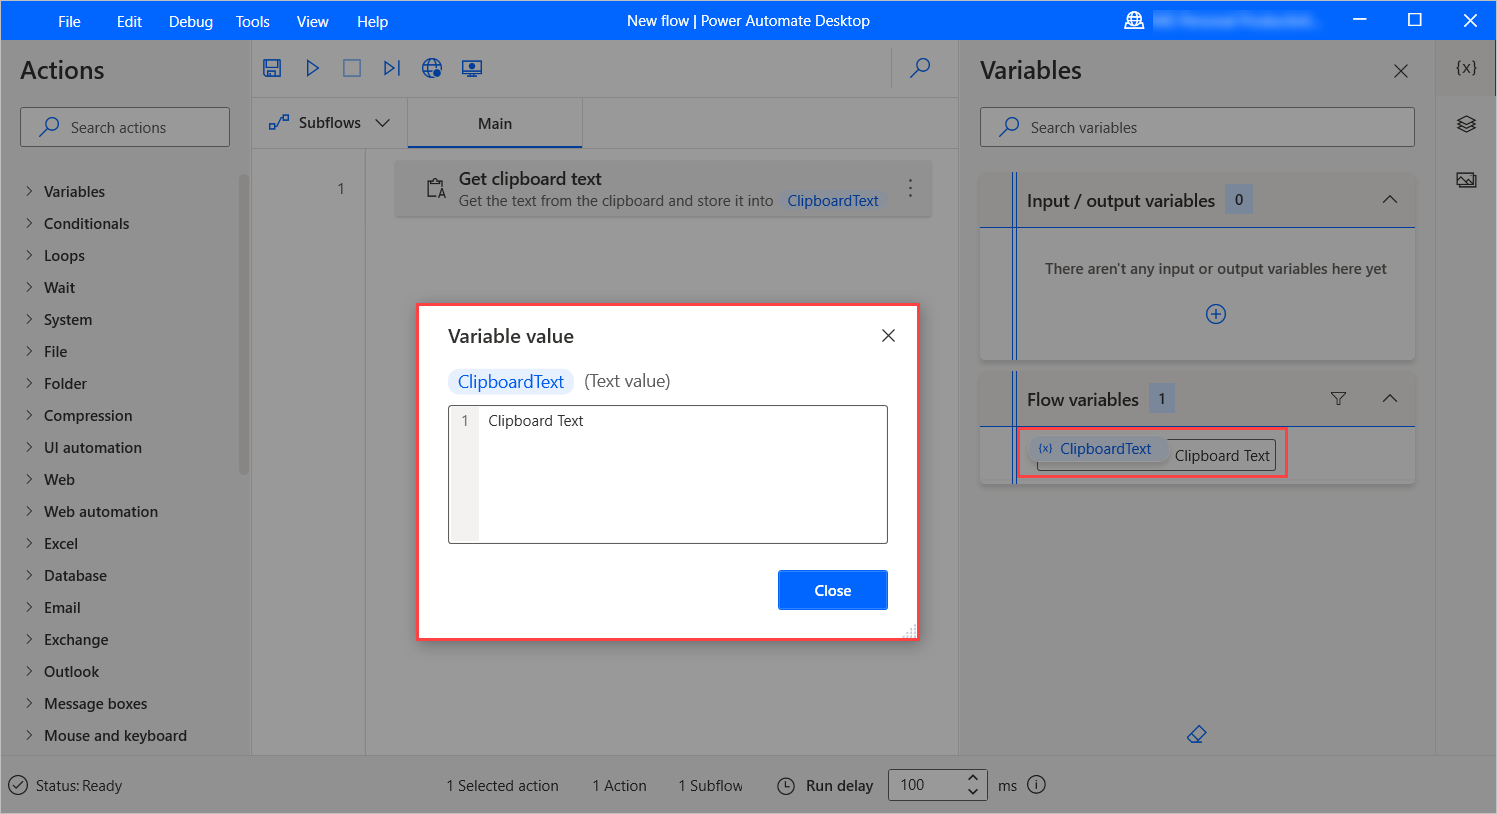 File Edit Debug Tools View Help New flow | Power Automate Desktop
Actions
Search actions
Variables
Conditionals
Loops
Wait
System
File
Folder
Compression
UI automation
Web
Web automation
Excel
Database
Email
Exchange
Outlook
Message boxes
Mouse and keyboard
Subflows Main
1 Get clipboard text
Get the text from the clipboard and store it into ClipboardText
Variable value
ClipboardText (Text value)
1 Clipboard Text
Close
Variables
{x}
Search variables
Input / output variables 0
There aren't any input or output variables here yet
Flow variables 1
{x} ClipboardText Clipboard Text
Status: Ready 1 Selected action 1 Action 1 Subflow Run delay 100 ms